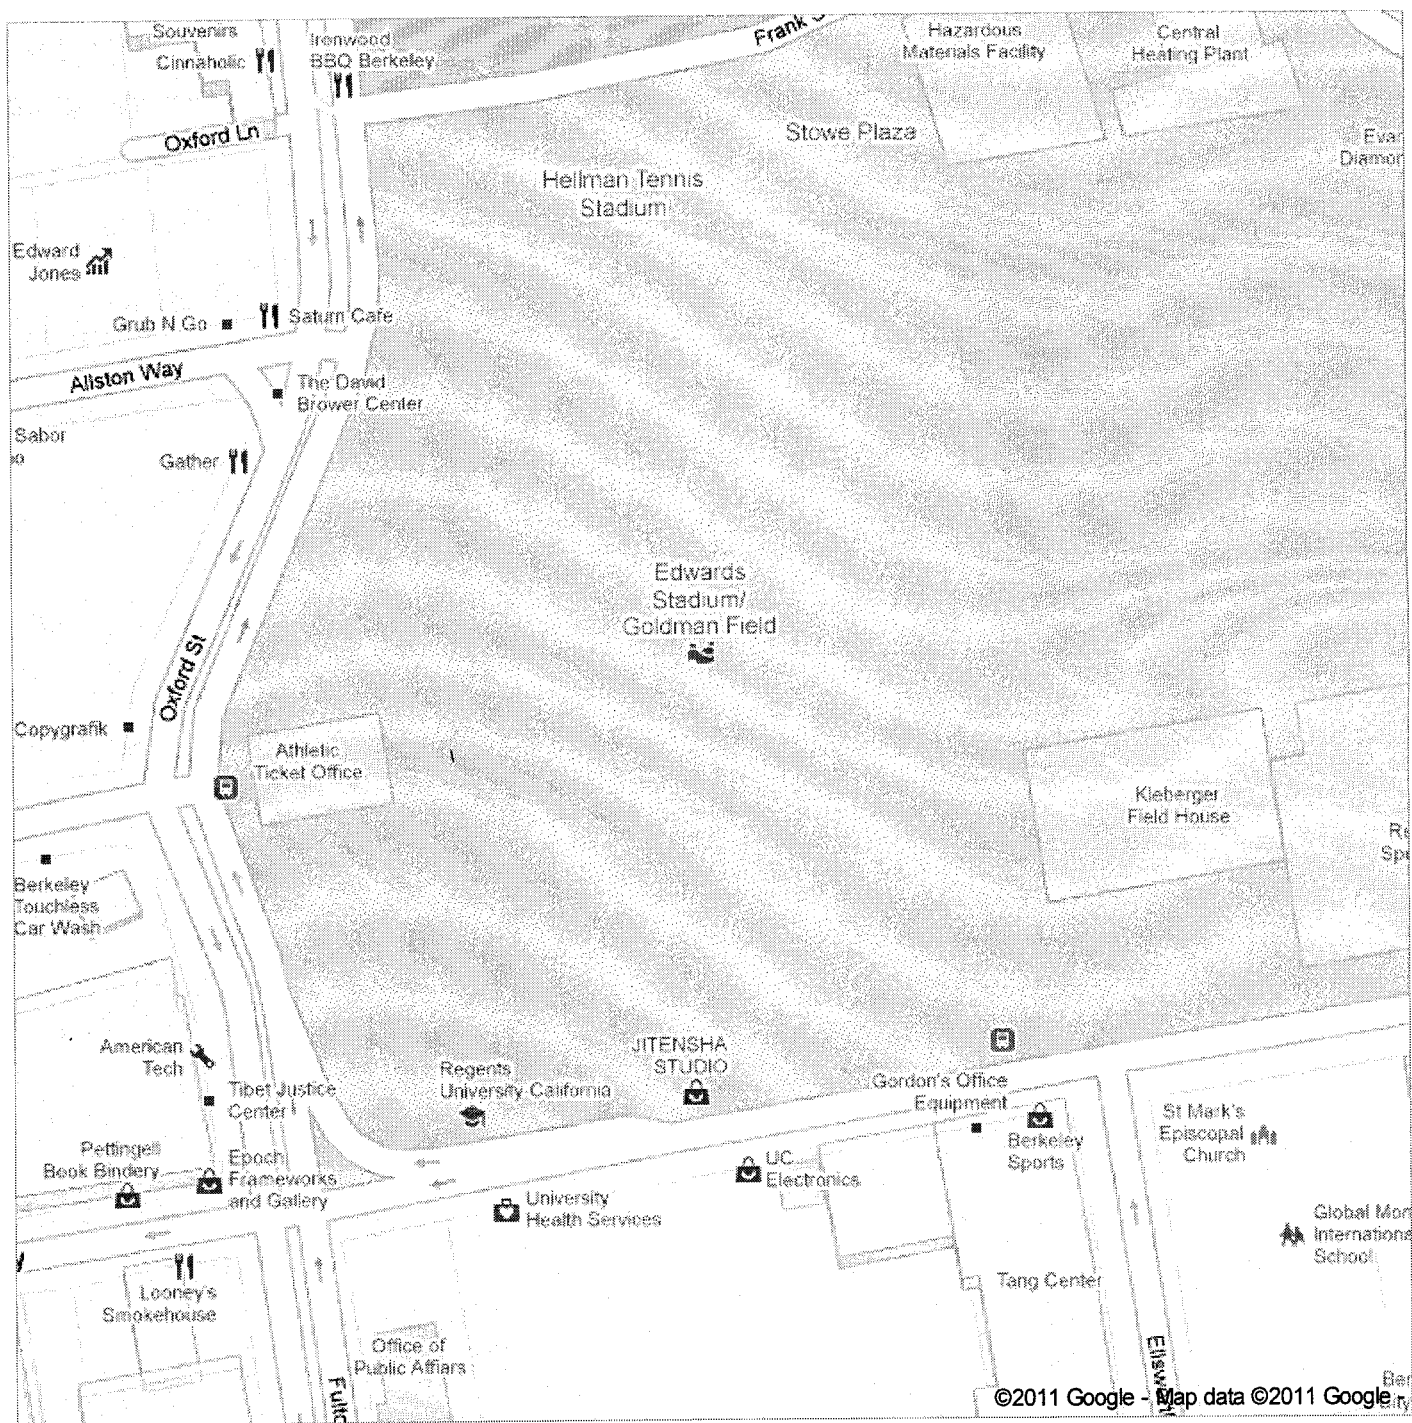 Souvenirs
Cinnaholic
Ironwood
BBQ Berkeley
Frank
Hazardous
Materials Facility
Central
Heating Plant
Oxford Ln
Stowe Plaza
Hellman Tennis
Stadium
Edward
Jones
Grub N Go
Saturn Cafe
Allston Way
The David
Brower Center
Sabor
Gather
Edwards
Stadium/
Goldman Field
Oxford St
Copygrafik
Athletic
Ticket Office
Kleberger
Field House
Berkeley
Touchless
Car Wash
American
Tech
Tibet Justice
Center
Regents
University-California
JITENSHA
STUDIO
Gordon's Office
Equipment
Berkeley
Sports
St Mark's
Episcopal
Church
Pettingell
Book Bindery
Epoch
Frameworks
and Gallery
UC
Electronics
University
Health Services
Global Mon
Internationa
School
Looney's
Smokehouse
Tang Center
Office of
Public Affiars
©2011 Google - Map data ©2011 Google -